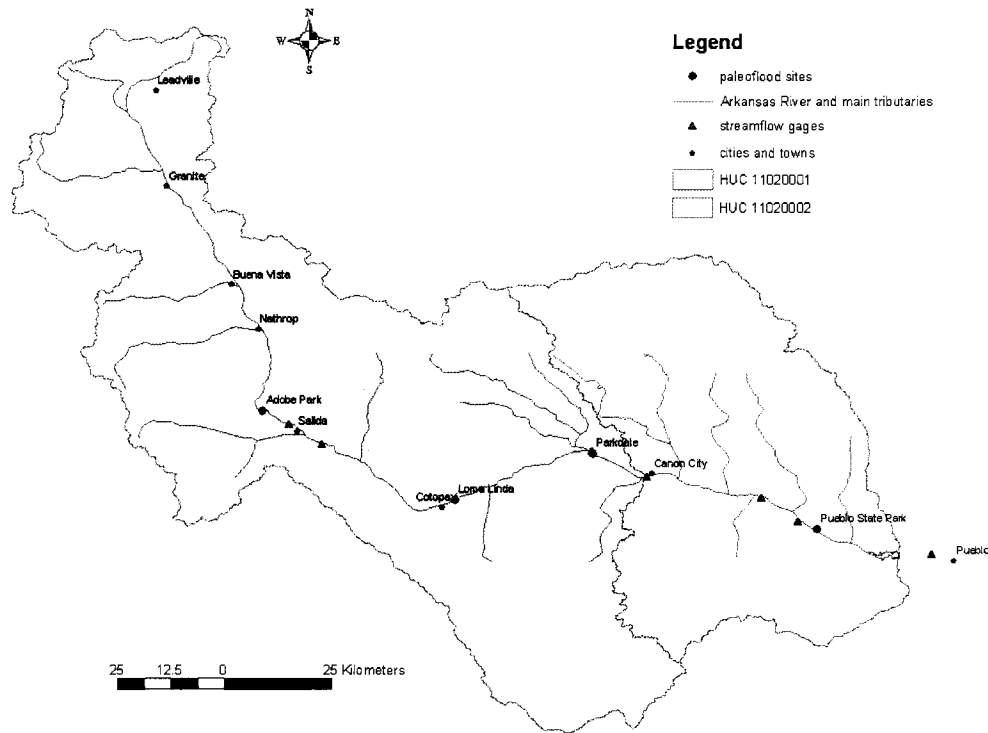 N
W E
S
Legend
paleoflood sites
Arkansas River and main tributaries
streamflow gages
cities and towns
HUC 11020001
HUC 11020002
Leadville
Granite
Buena Vista
Nathrop
Adobe Park
Salida
Parkdale
Canon City
Cotopax
Loma Linda
Pueblo State Park
Pueblo
25 12.5 0 25 Kilometers